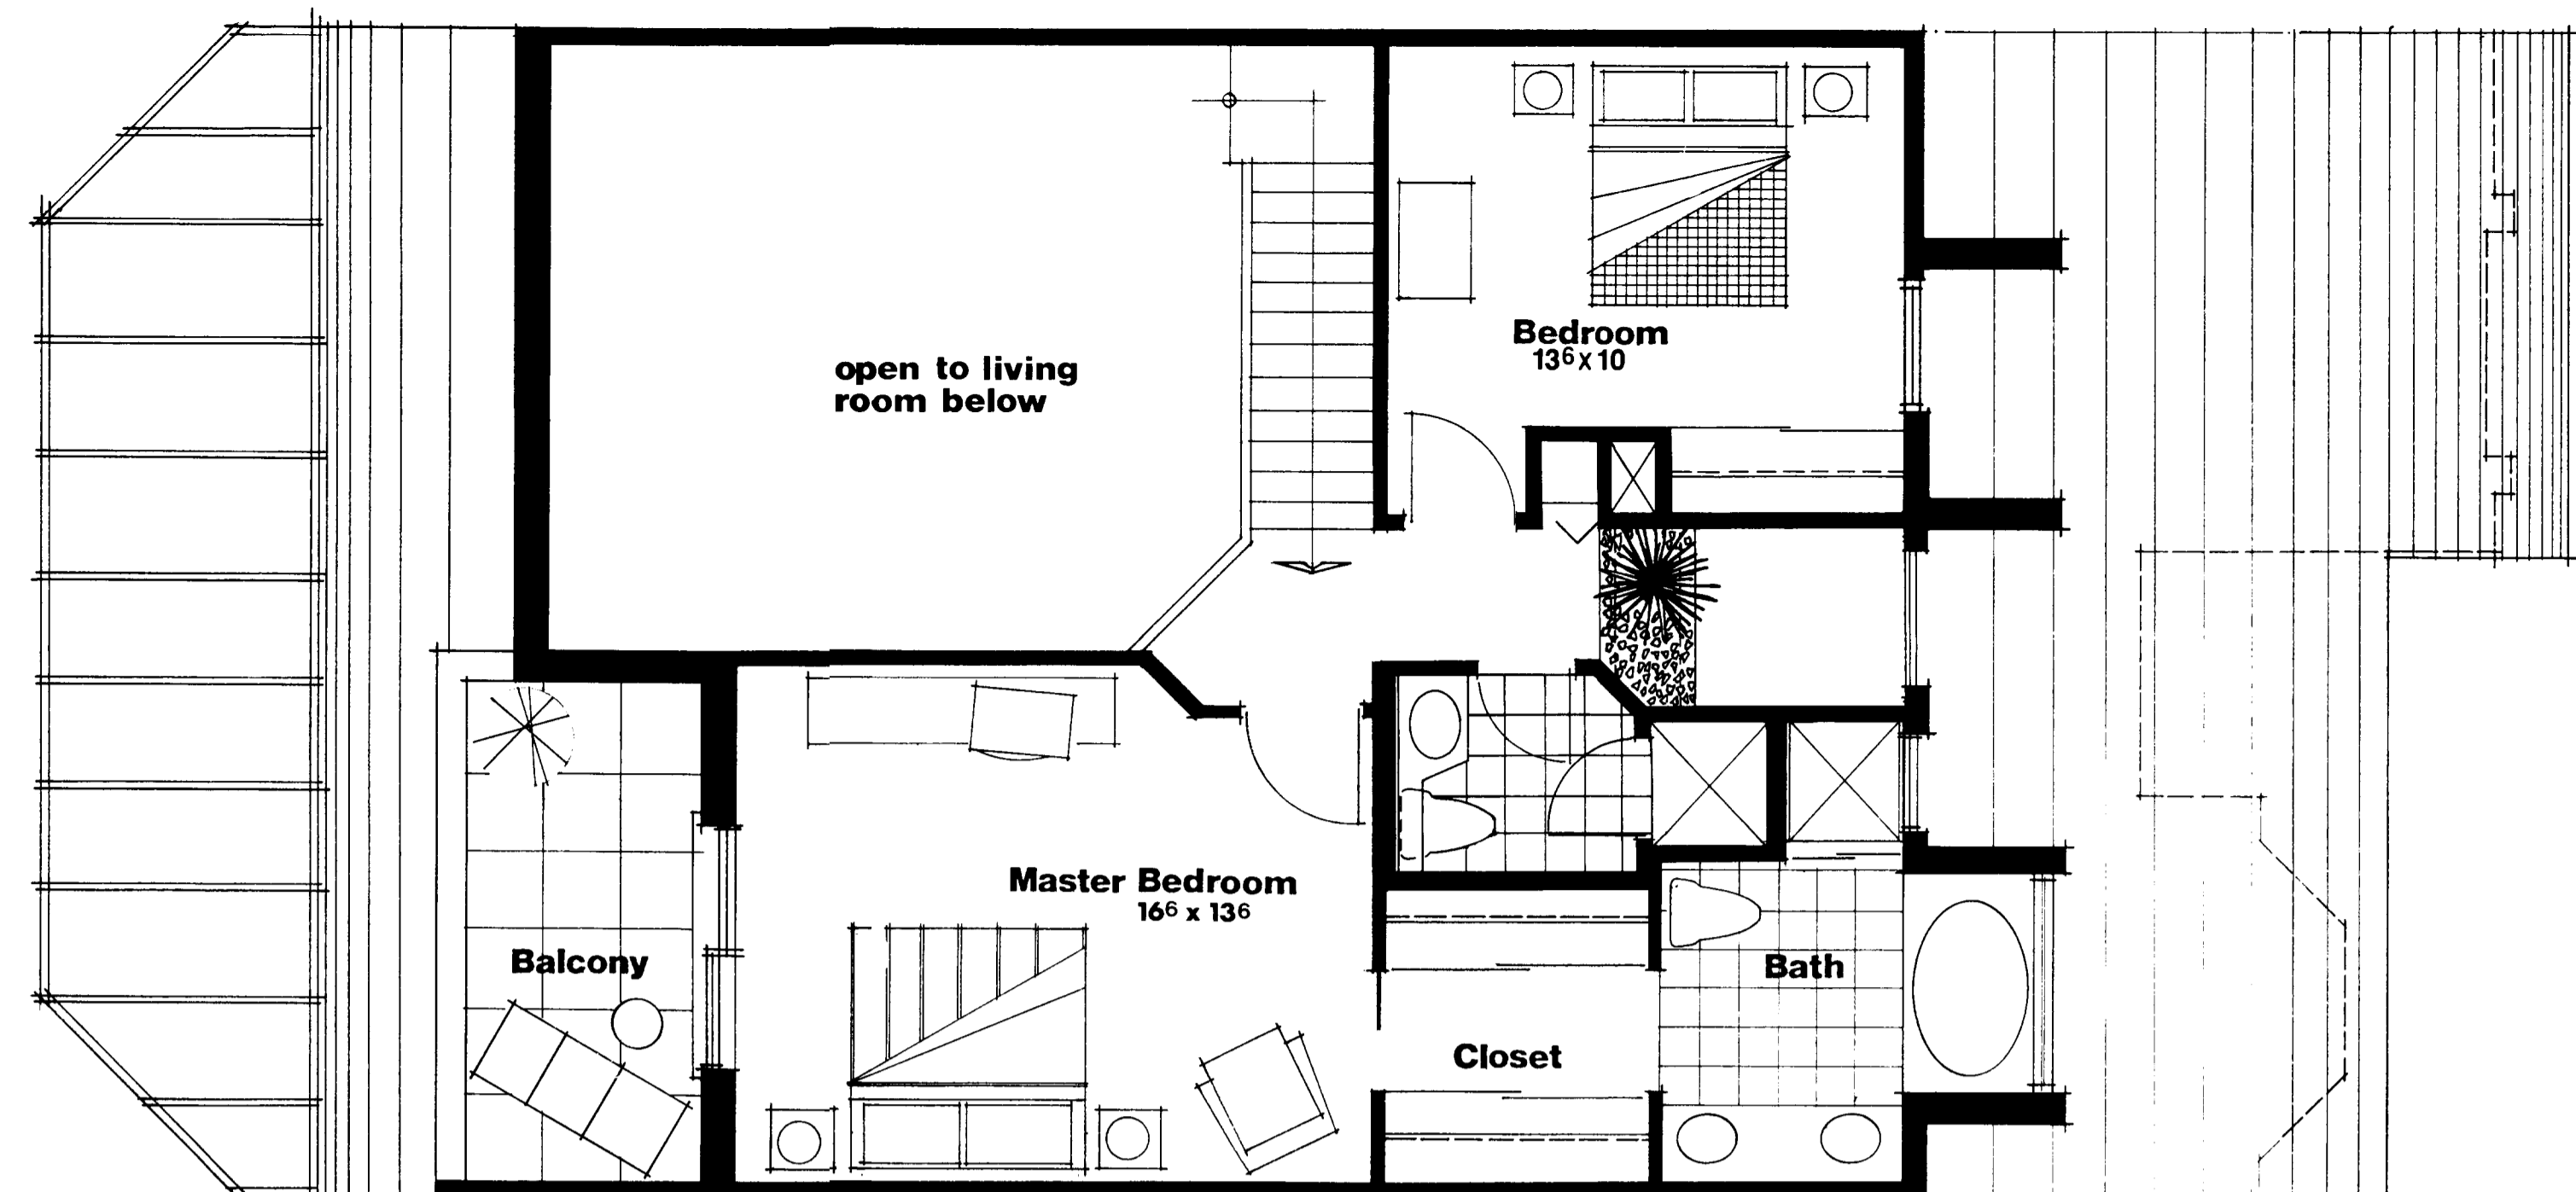 open to living
room below
Bedroom
13⁶ x 10
Master Bedroom
16⁶ x 13⁶
Balcony
Bath
Closet